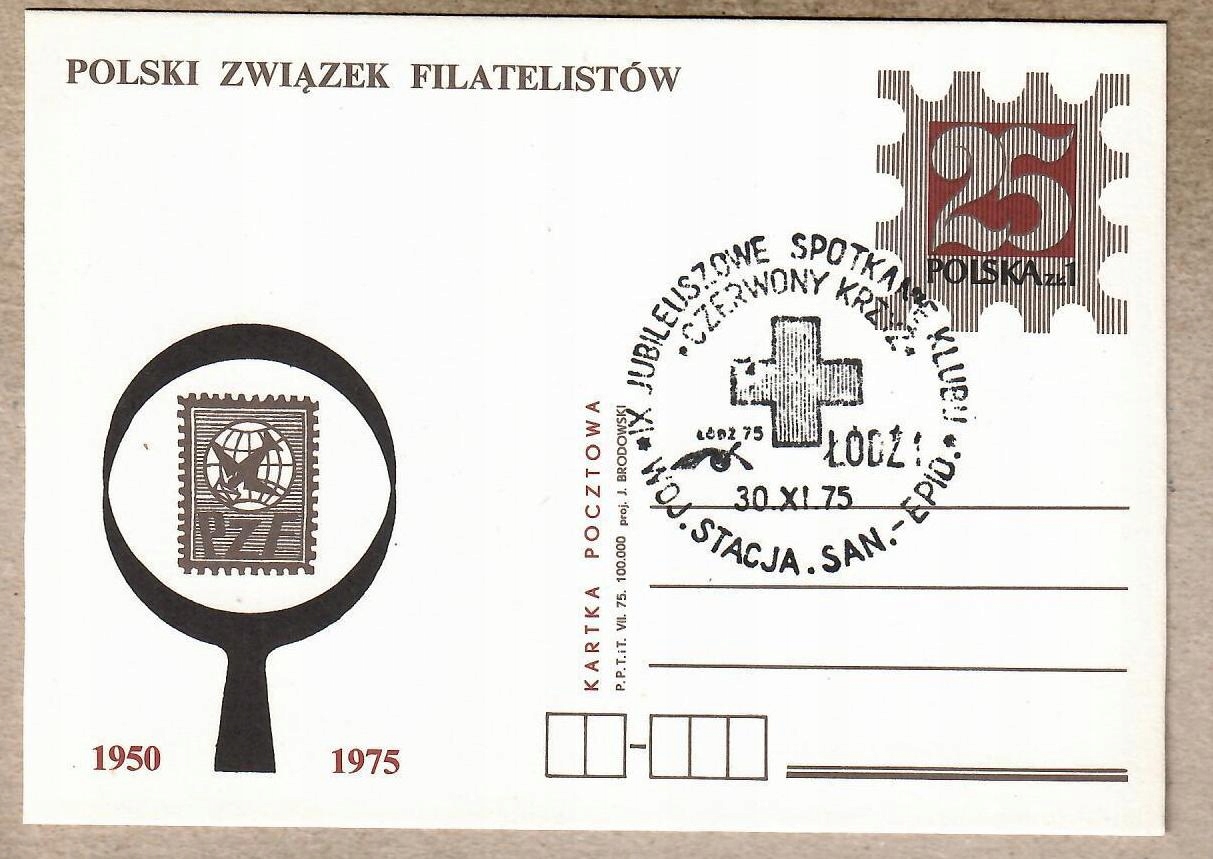 POLSKI ZWIĄZEK FILATELISTÓW
25
POLSKA ZŁ 1
* IX JUBILEUSZOWE SPOTKANIE KLUBU *
• CZERWONY KRZYŻ •
ŁÓDŹ 75
ŁÓDŹ 1
30.XI.75
WOJ. STACJA. SAN.-EPID.
PZF
KARTKA POCZTOWA
P.P.T.iT. VII. 75. 100.000 proj. J. BRODOWSKI
1950 1975